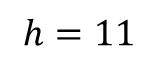 h = 11